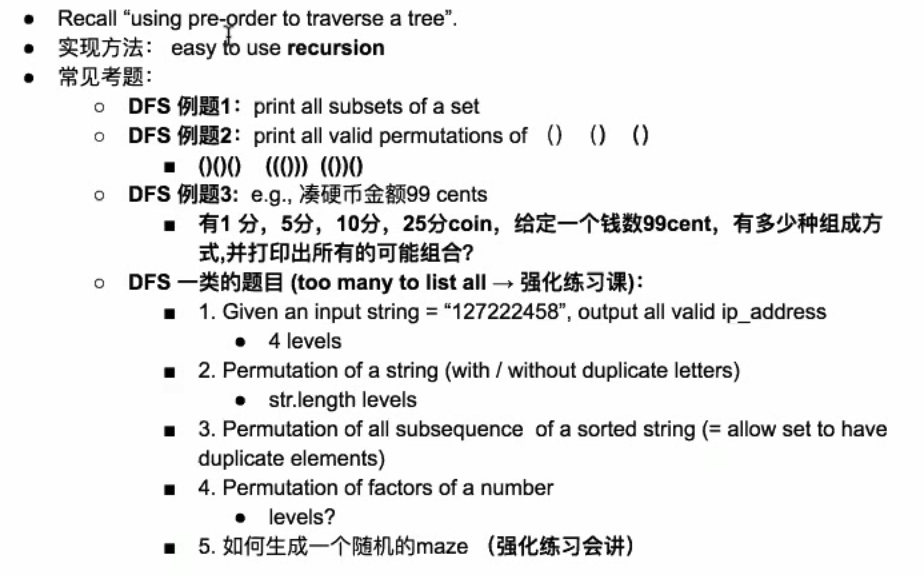 ● Recall “using pre-order to traverse a tree”.
● 实现方法： easy to use recursion
● 常见考题：
○ DFS 例题1：print all subsets of a set
○ DFS 例题2：print all valid permutations of （） （） （）
■ ()()() ((())) (())()
○ DFS 例题3: e.g., 凑硬币金额99 cents
■ 有1 分，5分，10分，25分coin，给定一个钱数99cent，有多少种组成方
式,并打印出所有的可能组合?
○ DFS 一类的题目 (too many to list all → 强化练习课)：
■ 1. Given an input string = “127222458”, output all valid ip_address
● 4 levels
■ 2. Permutation of a string (with / without duplicate letters)
● str.length levels
■ 3. Permutation of all subsequence of a sorted string (= allow set to have
duplicate elements)
■ 4. Permutation of factors of a number
● levels?
■ 5. 如何生成一个随机的maze （强化练习会讲）